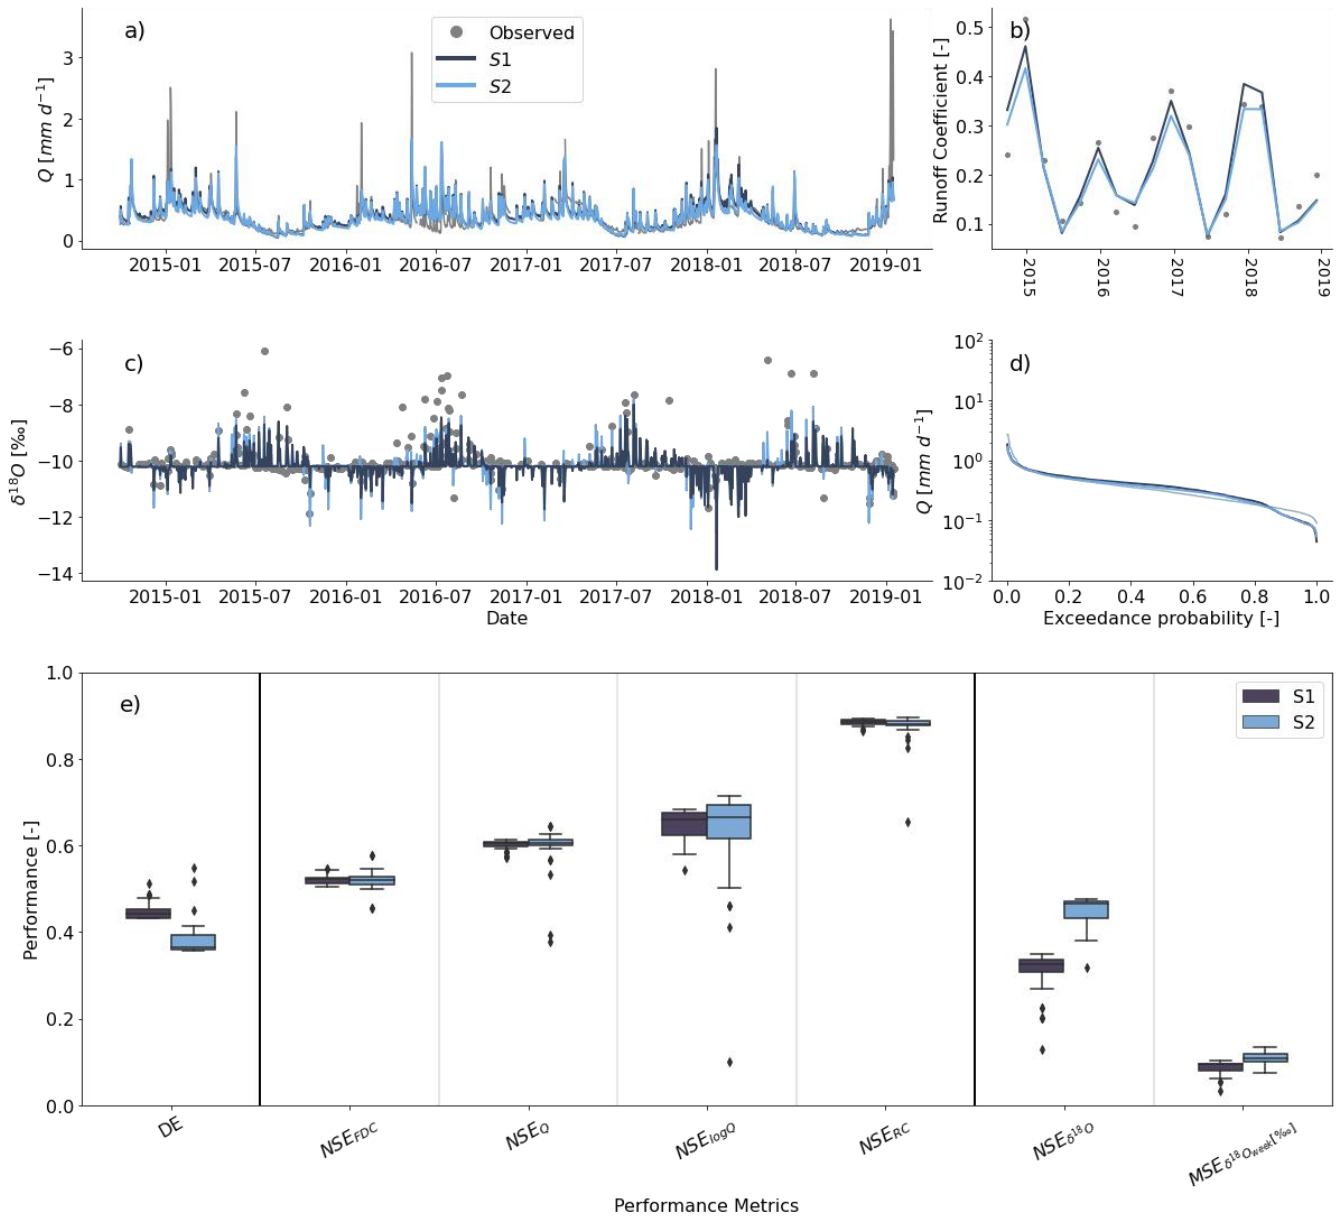 a)
Observed
S1
S2
Q [mm d⁻¹]
3
2
1
0
2015-01 2015-07 2016-01 2016-07 2017-01 2017-07 2018-01 2018-07 2019-01
b)
Runoff Coefficient [-]
0.5
0.4
0.3
0.2
0.1
2015 2016 2017 2018 2019
c)
δ¹⁸O [‰]
−6
−8
−10
−12
−14
2015-01 2015-07 2016-01 2016-07 2017-01 2017-07 2018-01 2018-07 2019-01
Date
d)
Q [mm d⁻¹]
10²
10¹
10⁰
10⁻¹
10⁻²
0.0 0.2 0.4 0.6 0.8 1.0
Exceedance probability [-]
e)
S1
S2
Performance [-]
1.0
0.8
0.6
0.4
0.2
0.0
DE NSE_FDC NSE_Q NSE_logQ NSE_RC NSE_δ¹⁸O MSE_δ¹⁸O_week[‰]
Performance Metrics